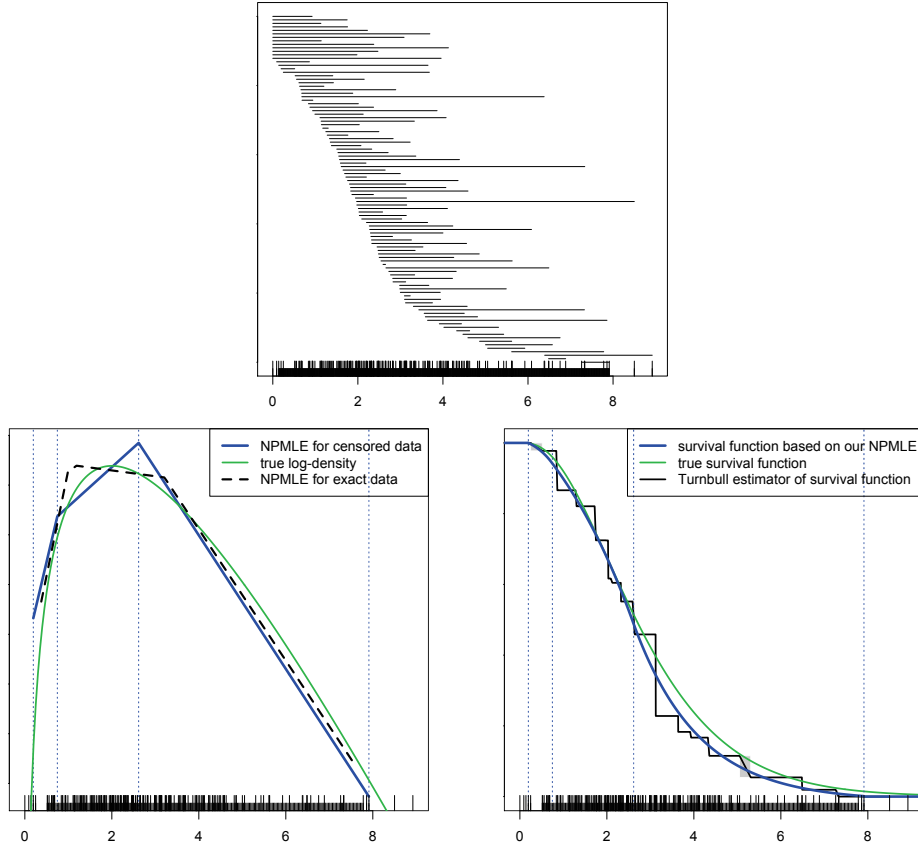 0 2 4 6 8
NPMLE for censored data
true log-density
NPMLE for exact data
0 2 4 6 8
survival function based on our NPMLE
true survival function
Turnbull estimator of survival function
0 2 4 6 8